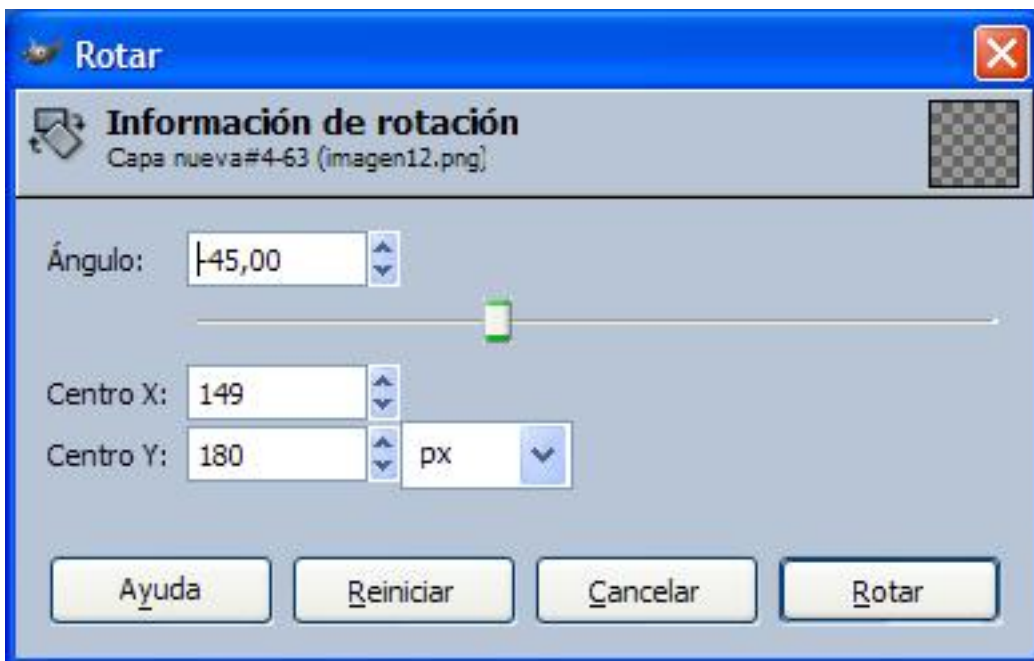 Rotar
Información de rotación
Capa nueva#4-63 (imagen12.png)
Ángulo: -45,00
Centro X: 149
Centro Y: 180 px
Ayuda Reiniciar Cancelar Rotar